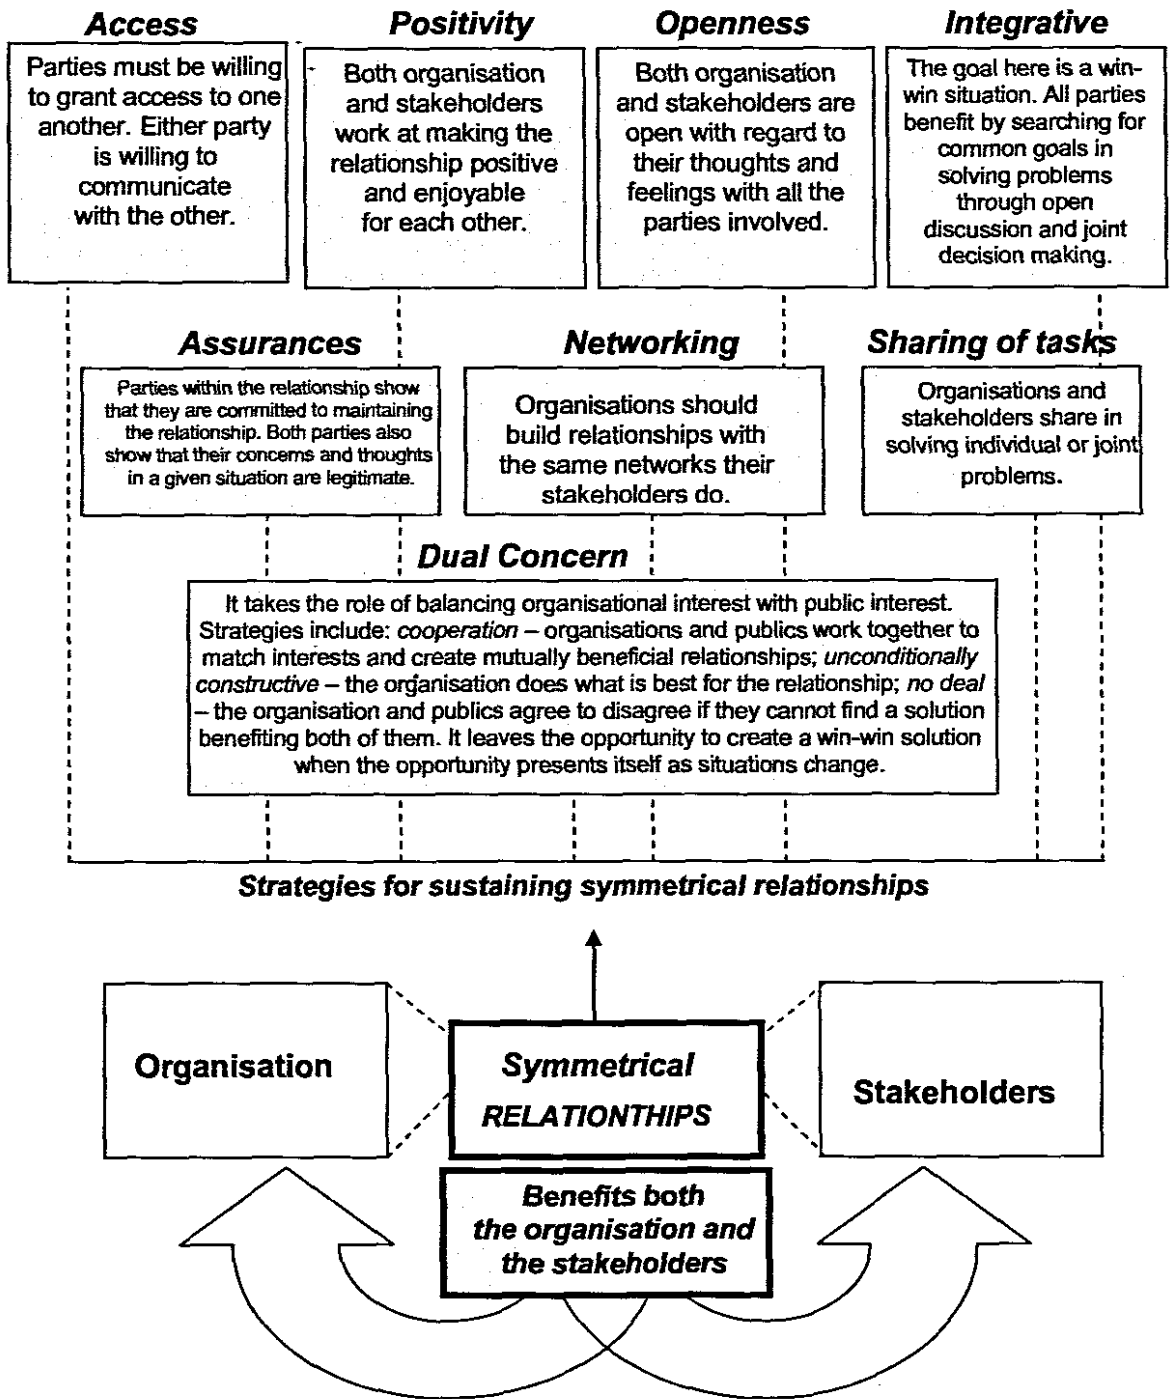 Access
Parties must be willing
to grant access to one
another. Either party
is willing to
communicate
with the other.
Positivity
Both organisation
and stakeholders
work at making the
relationship positive
and enjoyable
for each other.
Openness
Both organisation
and stakeholders are
open with regard to
their thoughts and
feelings with all the
parties involved.
Integrative
The goal here is a win-
win situation. All parties
benefit by searching for
common goals in
solving problems
through open
discussion and joint
decision making.
Assurances
Parties within the relationship show
that they are committed to maintaining
the relationship. Both parties also
show that their concerns and thoughts
in a given situation are legitimate.
Networking
Organisations should
build relationships with
the same networks their
stakeholders do.
Sharing of tasks
Organisations and
stakeholders share in
solving individual or joint
problems.
Dual Concern
It takes the role of balancing organisational interest with public interest.
Strategies include: cooperation – organisations and publics work together to
match interests and create mutually beneficial relationships; unconditionally
constructive – the organisation does what is best for the relationship; no deal
– the organisation and publics agree to disagree if they cannot find a solution
benefiting both of them. It leaves the opportunity to create a win-win solution
when the opportunity presents itself as situations change.
Strategies for sustaining symmetrical relationships
Organisation
Symmetrical
RELATIONTHIPS
Stakeholders
Benefits both
the organisation and
the stakeholders